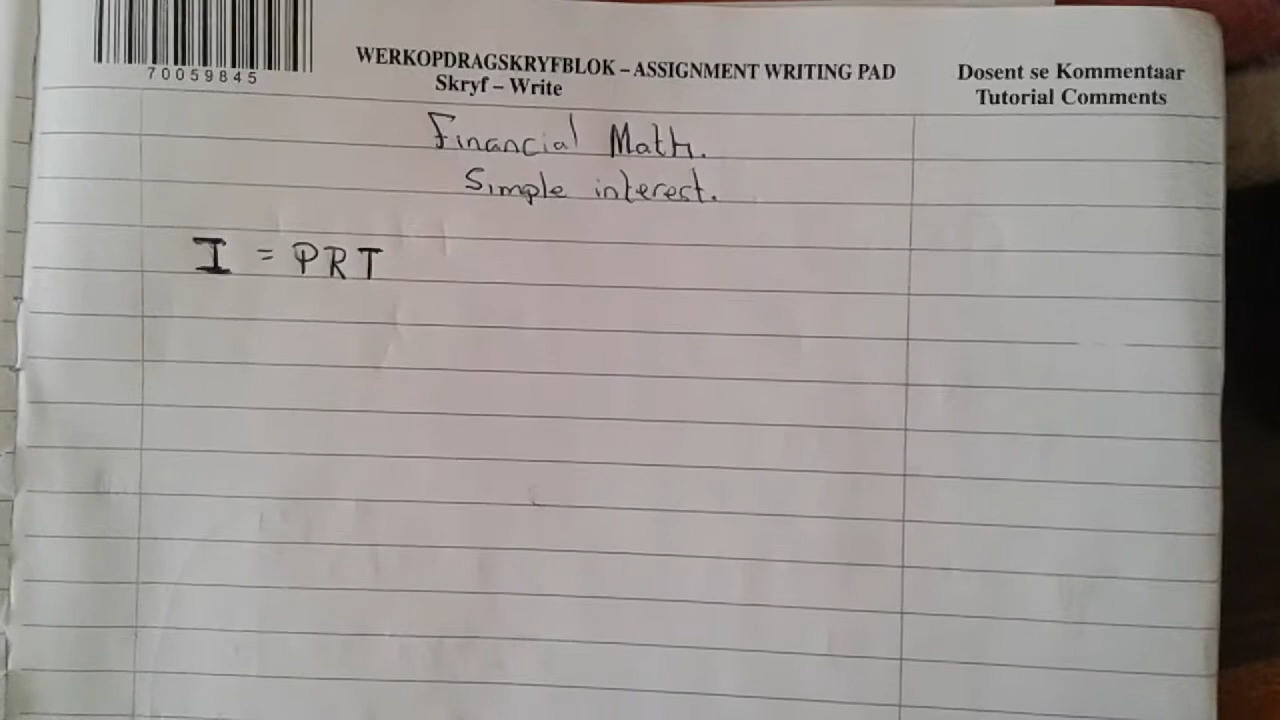 70059845
WERKOPDRAGSKRYFBLOK – ASSIGNMENT WRITING PAD
Skryf – Write
Dosent se Kommentaar
Tutorial Comments
Financial Math.
Simple interest.
I = PRT